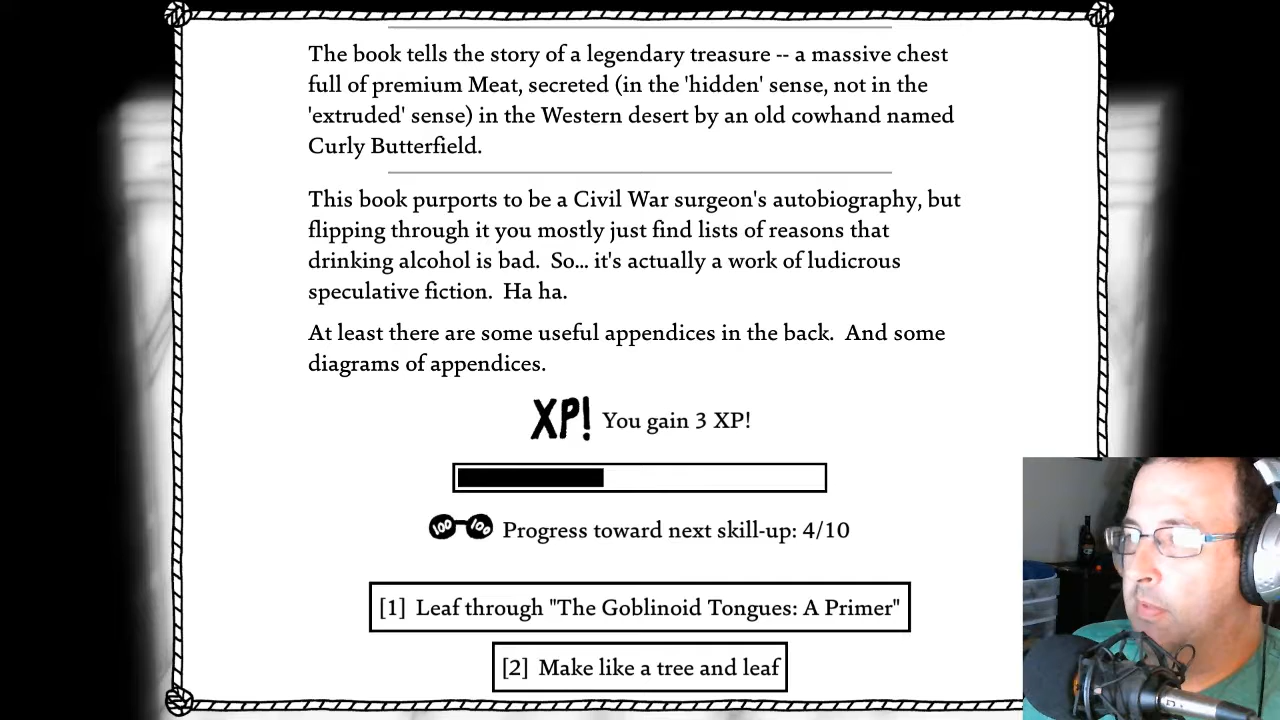 The book tells the story of a legendary treasure -- a massive chest
full of premium Meat, secreted (in the 'hidden' sense, not in the
'extruded' sense) in the Western desert by an old cowhand named
Curly Butterfield.
This book purports to be a Civil War surgeon's autobiography, but
flipping through it you mostly just find lists of reasons that
drinking alcohol is bad.  So... it's actually a work of ludicrous
speculative fiction.  Ha ha.
At least there are some useful appendices in the back.  And some
diagrams of appendices.
XP! You gain 3 XP!
100 100 Progress toward next skill-up: 4/10
[1] Leaf through "The Goblinoid Tongues: A Primer"
[2] Make like a tree and leaf